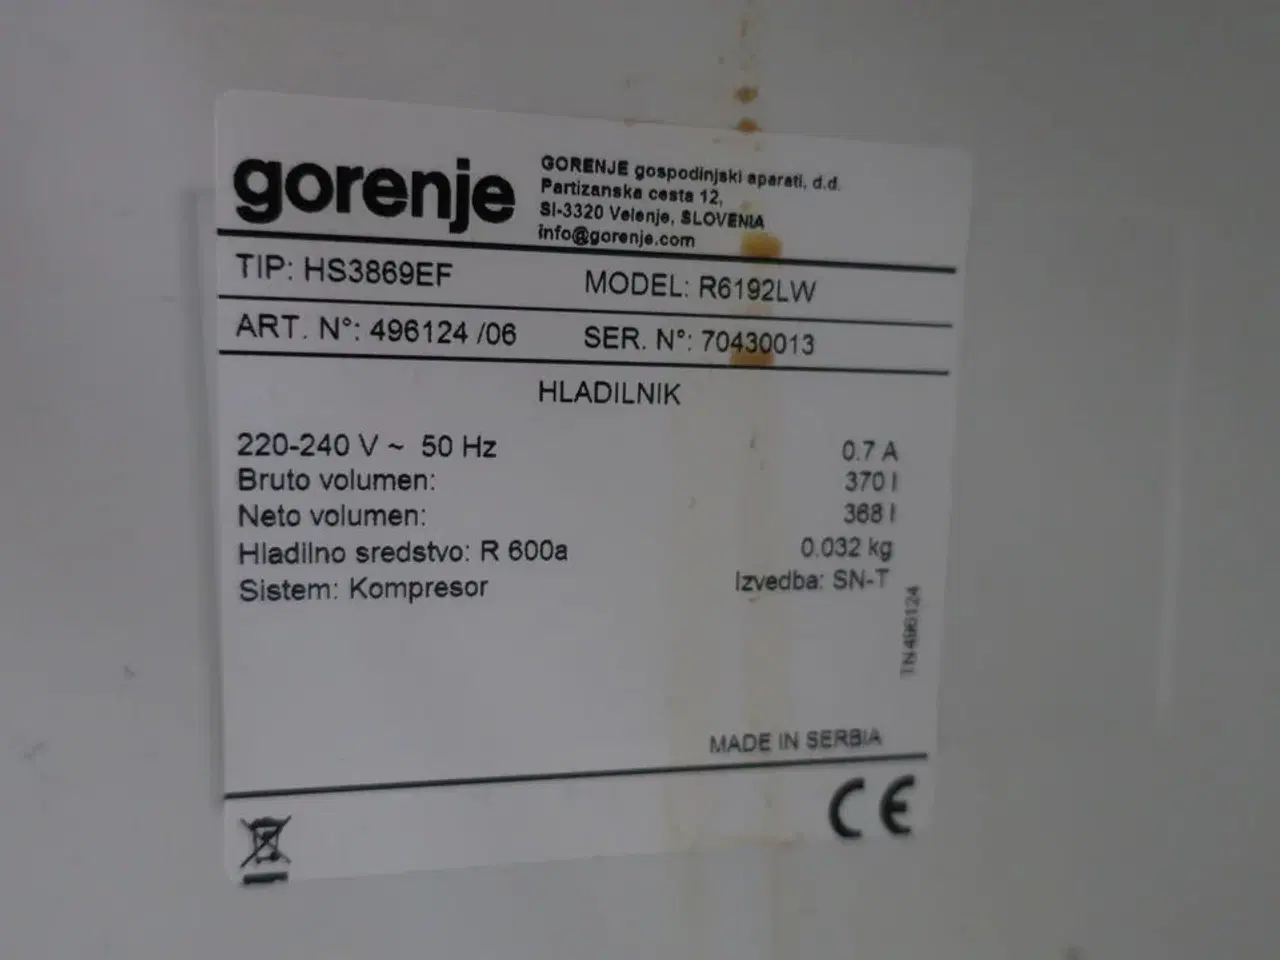 gorenje
GORENJE gospodinjski aparati, d.d.
Partizanska cesta 12,
SI-3320 Velenje, SLOVENIA
info@gorenje.com
TIP: HS3869EF MODEL: R6192LW
ART. N°: 496124 /06 SER. N°: 70430013
HLADILNIK
220-240 V ~ 50 Hz 0.7 A
Bruto volumen: 370 l
Neto volumen: 368 l
Hladilno sredstvo: R 600a 0.032 kg
Sistem: Kompresor Izvedba: SN-T
TN496124
MADE IN SERBIA
CE